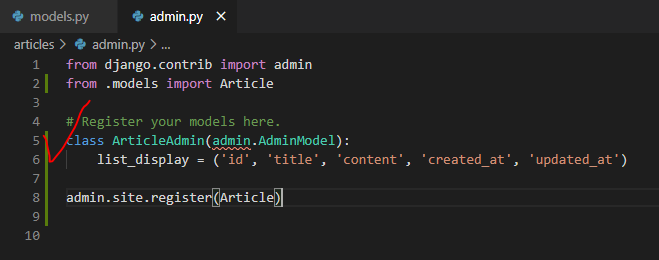 models.py
admin.py ×
articles > admin.py > ...
1 from django.contrib import admin
2 from .models import Article
3
4 # Register your models here.
5 class ArticleAdmin(admin.AdminModel):
6     list_display = ('id', 'title', 'content', 'created_at', 'updated_at')
7
8 admin.site.register(Article)
9
10